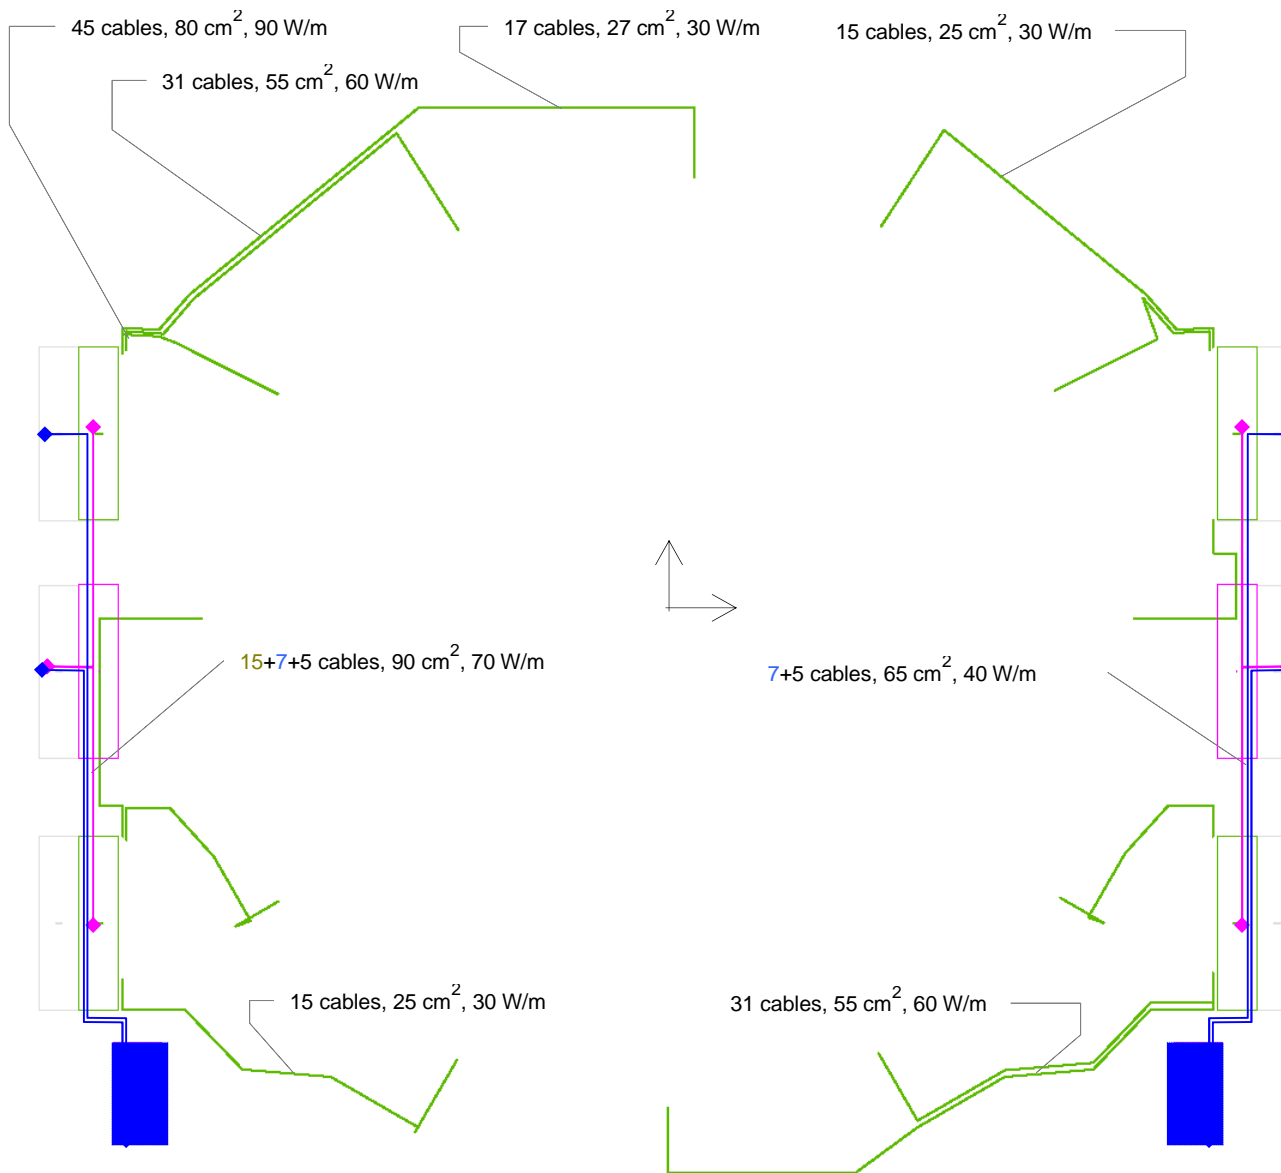 45 cables, 80 cm², 90 W/m
17 cables, 27 cm², 30 W/m
15 cables, 25 cm², 30 W/m
31 cables, 55 cm², 60 W/m
15+7+5 cables, 90 cm², 70 W/m
7+5 cables, 65 cm², 40 W/m
15 cables, 25 cm², 30 W/m
31 cables, 55 cm², 60 W/m